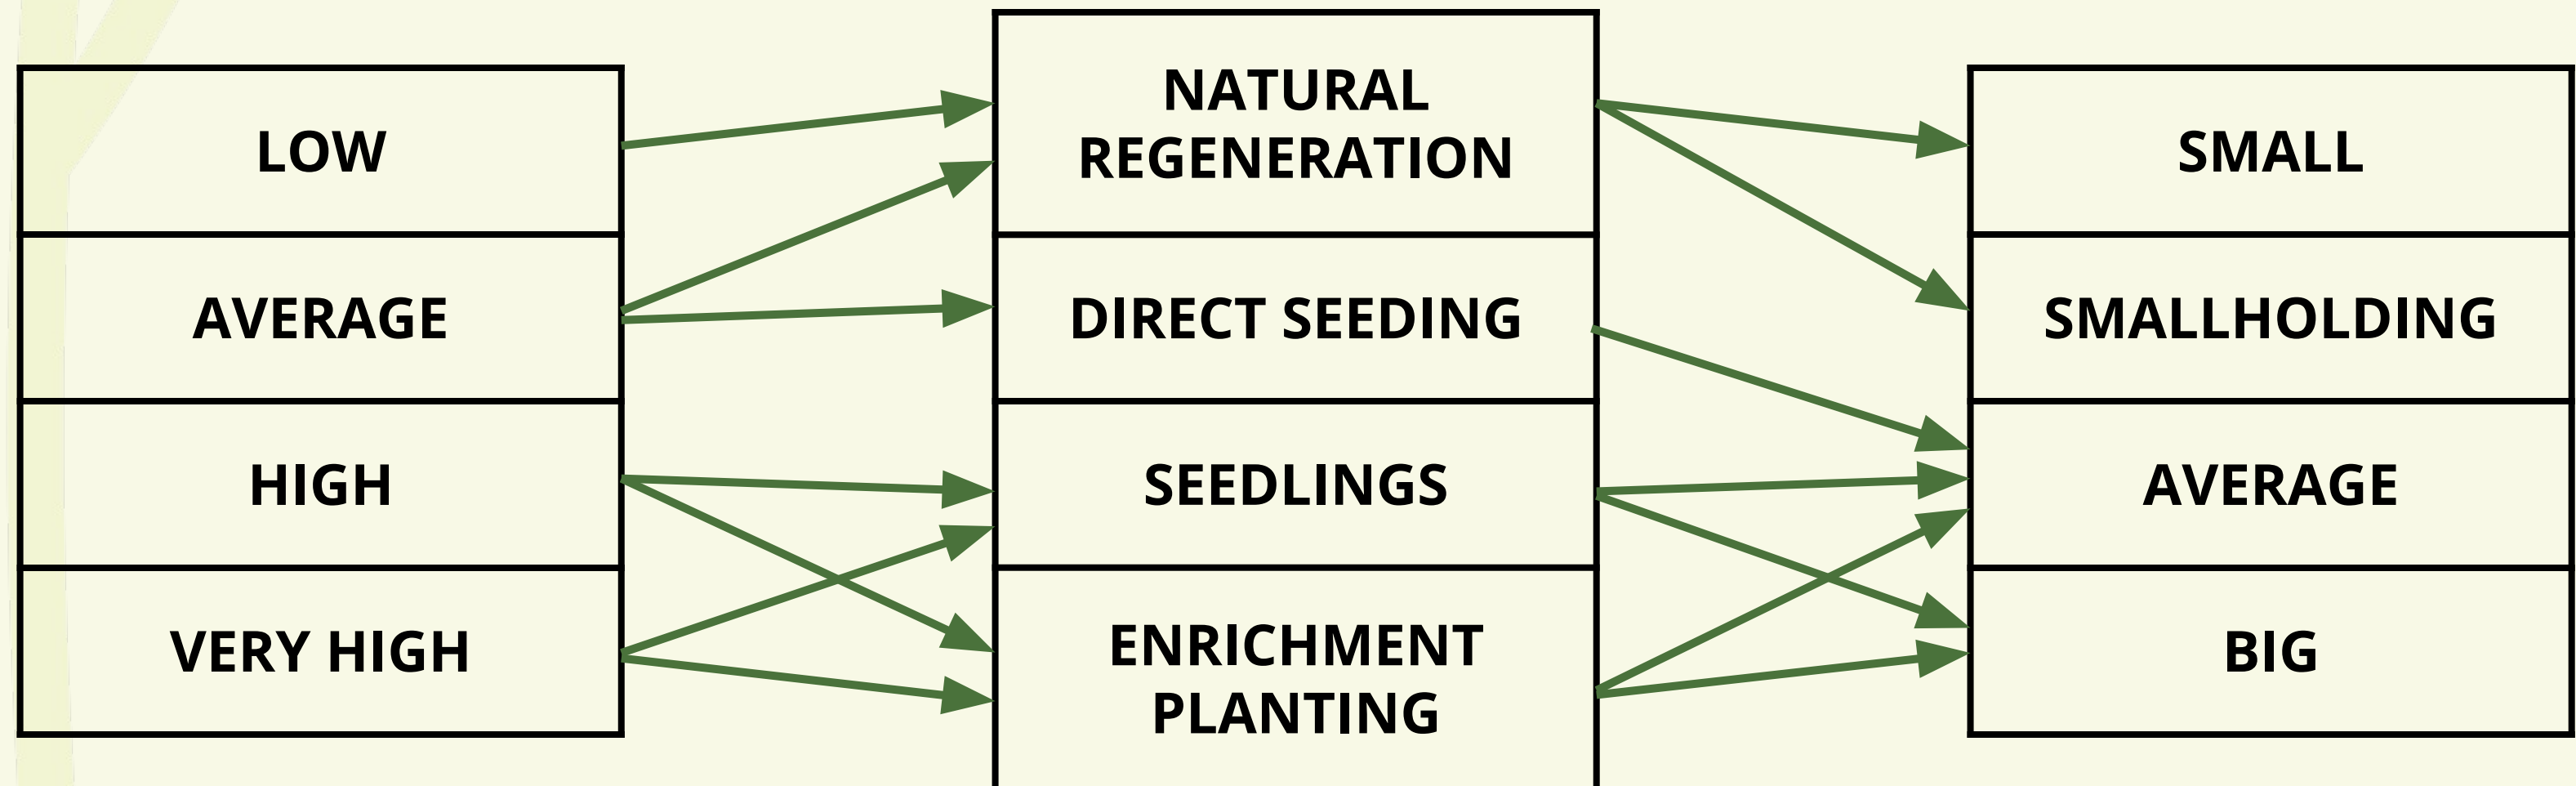 LOW
AVERAGE
HIGH
VERY HIGH
NATURAL
REGENERATION
DIRECT SEEDING
SEEDLINGS
ENRICHMENT
PLANTING
SMALL
SMALLHOLDING
AVERAGE
BIG